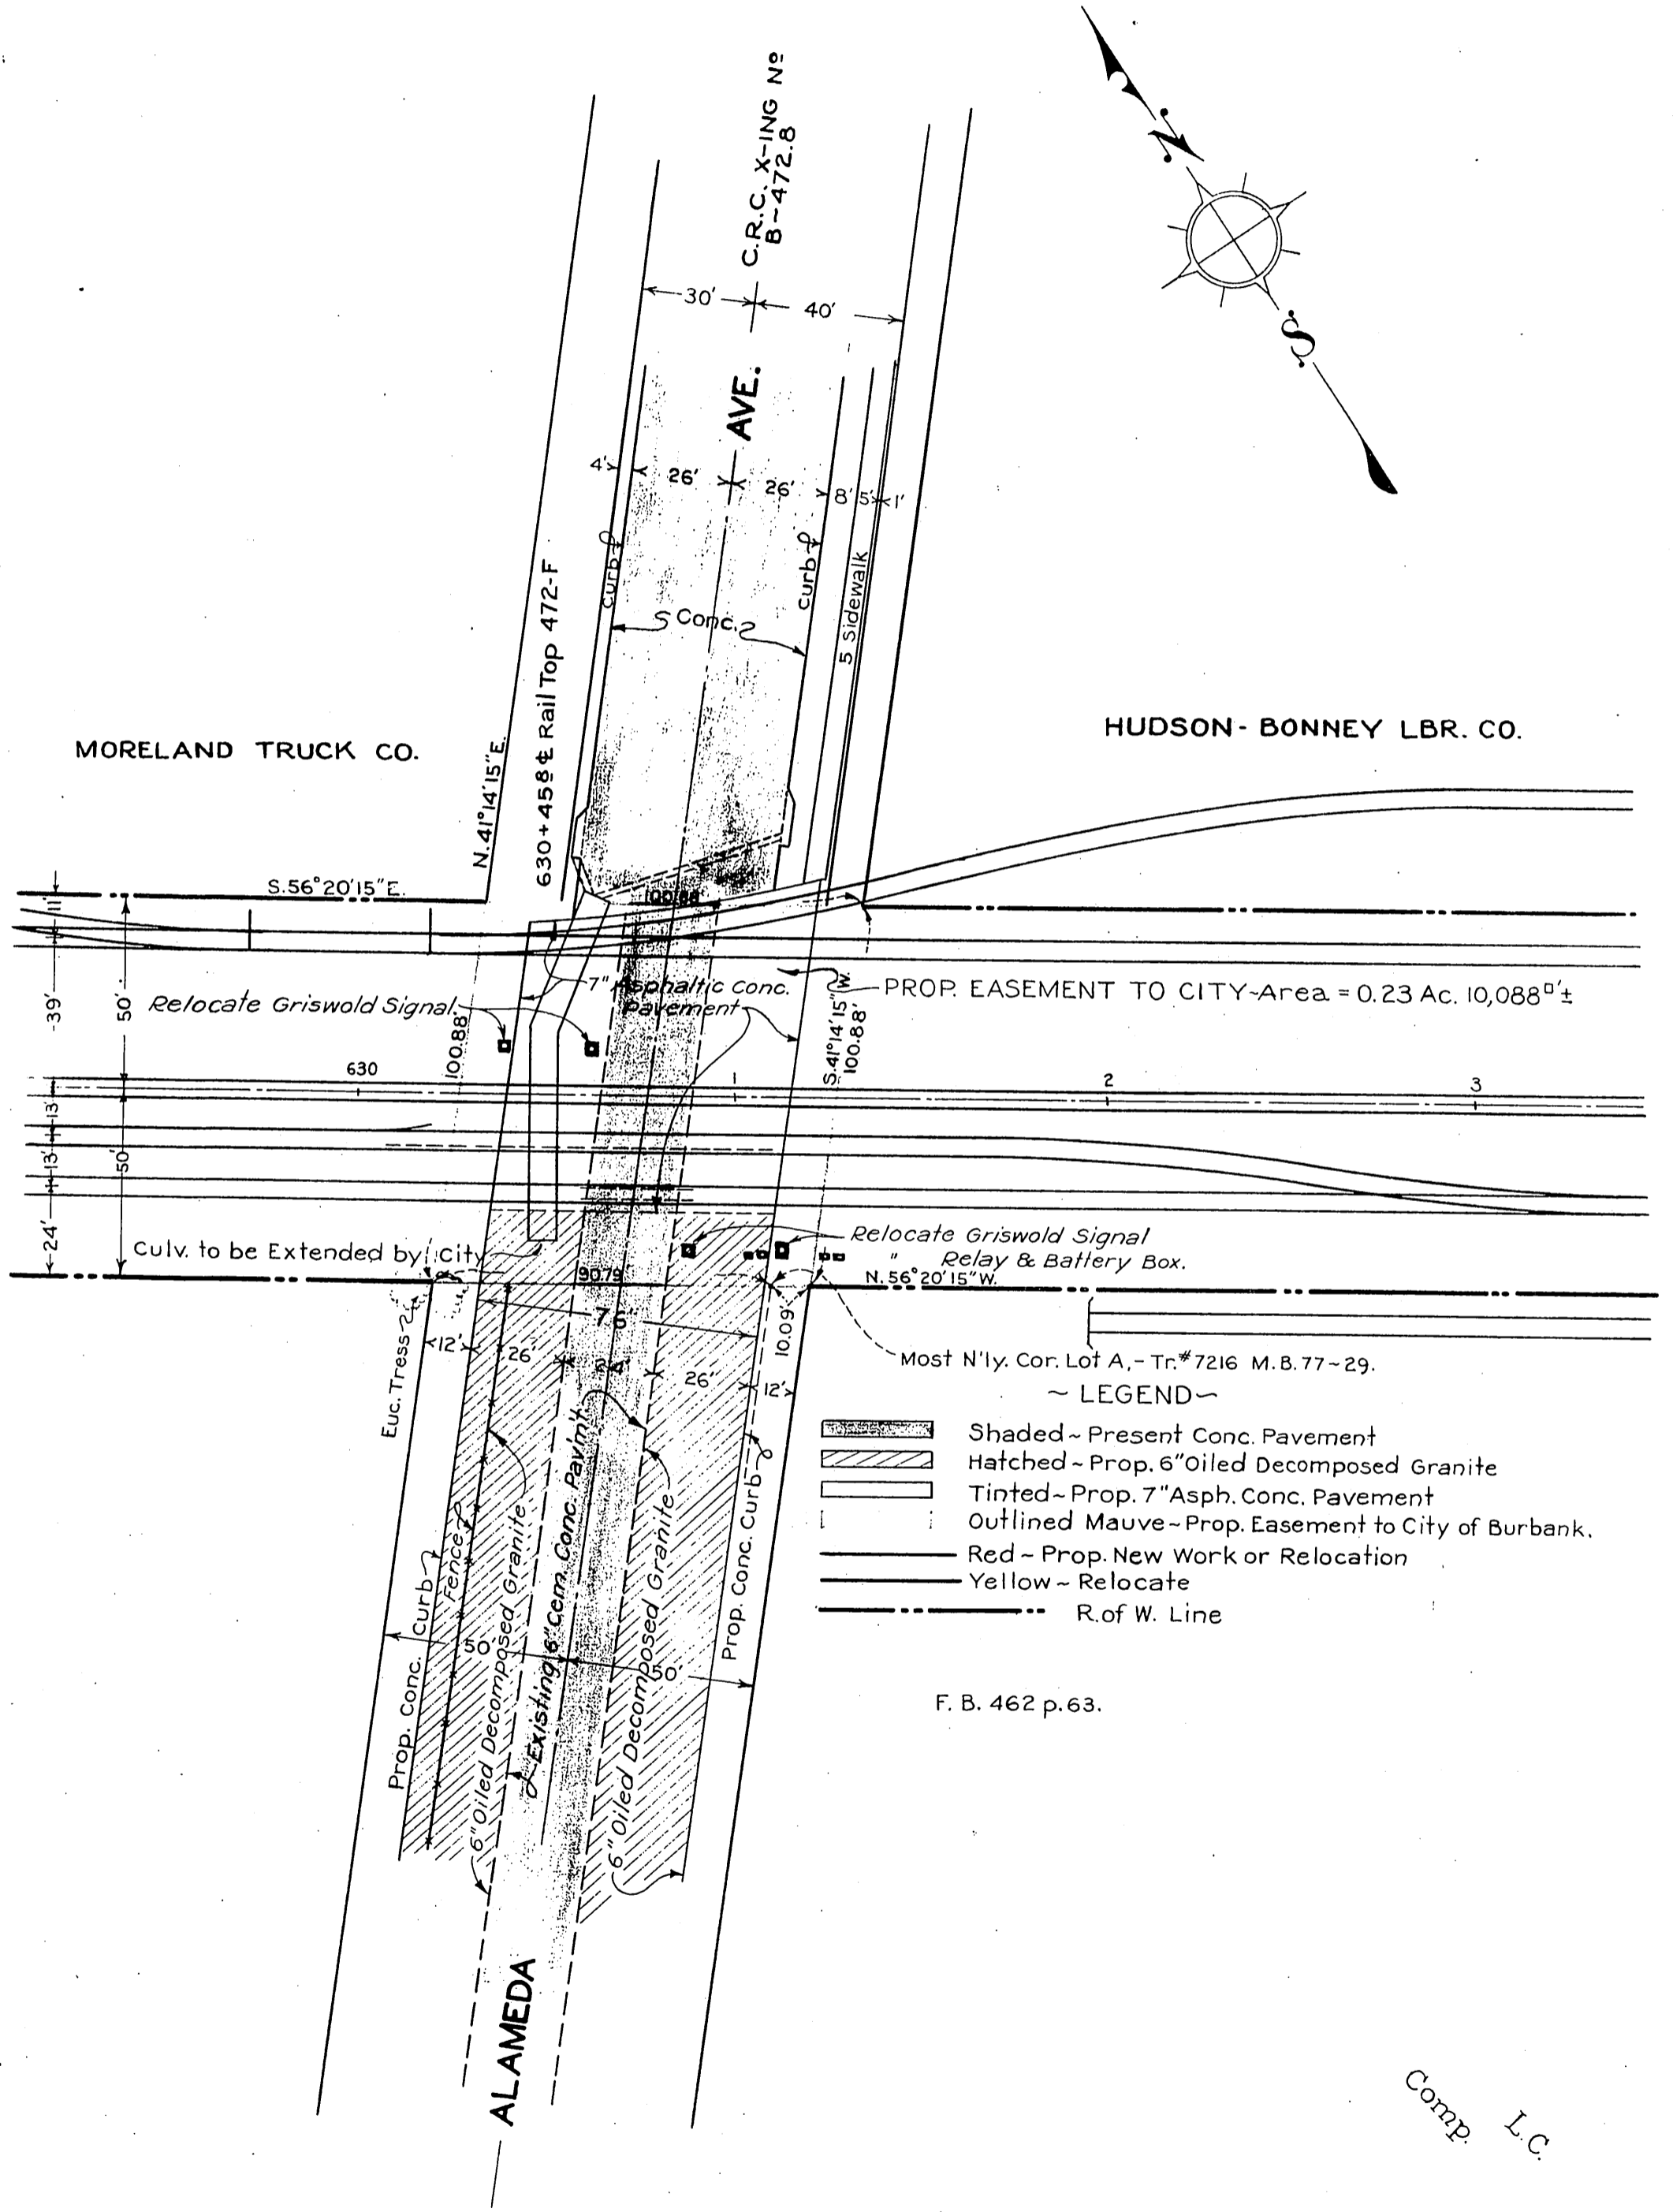 C.R.C. X-ING Nº
B-472.8
N
S
30'
40'
AVE.
4'
26'
26'
8'
5'
1'
Curb
Curb
5 Sidewalk
Conc.
630+458 ℄ Rail Top 472-F
MORELAND TRUCK CO.
HUDSON-BONNEY LBR. CO.
N.41°14'15"E.
S.56°20'15"E.
100.88'
11'
39'
50'
7" Asphaltic Conc.
Pavement
Relocate Griswold Signal.
PROP. EASEMENT TO CITY~Area = 0.23 Ac. 10,088□'±
100.88'
S.41°14'15"W.
100.88'
630
1
2
3
13'
13'
50'
24'
Culv. to be Extended by City
Relocate Griswold Signal
" Relay & Battery Box.
N.56°20'15"W.
90.79
76'
10.09'
Euc. Tress
12'
26'
24'
26"
12'
Most N'ly. Cor. Lot A,- Tr.#7216 M.B.77~29.
~ LEGEND ~
Shaded ~ Present Conc. Pavement
Hatched ~ Prop. 6" Oiled Decomposed Granite
Tinted ~ Prop. 7" Asph. Conc. Pavement
Outlined Mauve ~ Prop. Easement to City of Burbank.
Red ~ Prop. New Work or Relocation
Yellow ~ Relocate
R.of W. Line
Prop. Conc. Curb
Fence
6" Oiled Decomposed Granite
Existing 6" Cem. Conc. Pav'm't.
6" Oiled Decomposed Granite
Prop. Conc. Curb
50'
50'
F. B. 462 p.63.
ALAMEDA
Comp. L.C.